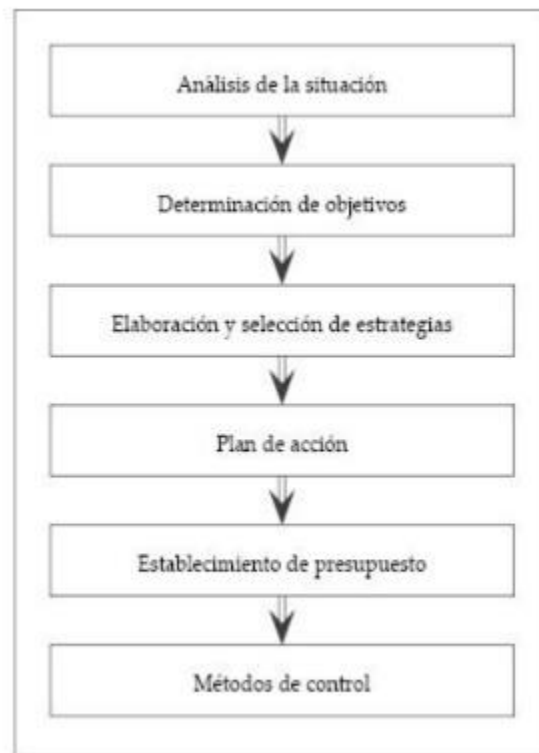 Análisis de la situación
Determinación de objetivos
Elaboración y selección de estrategias
Plan de acción
Establecimiento de presupuesto
Métodos de control